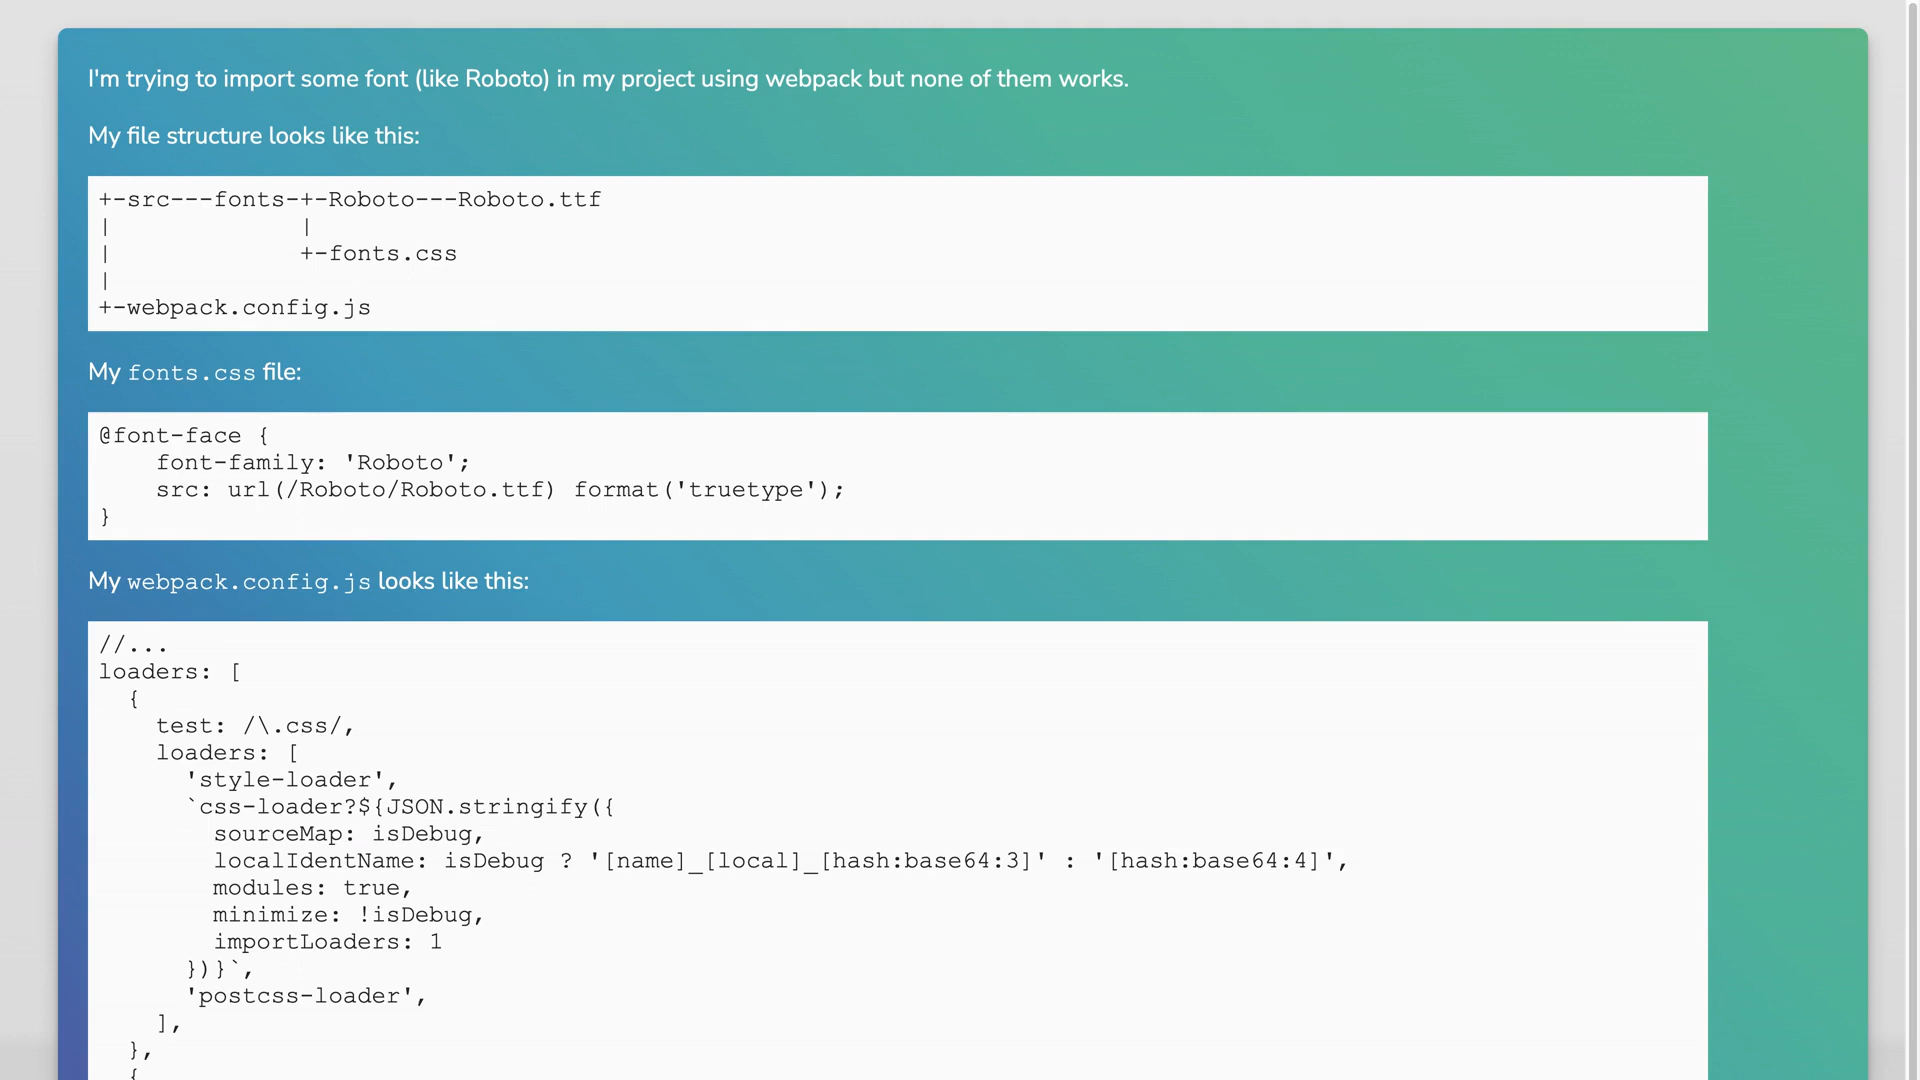 I'm trying to import some font (like Roboto) in my project using webpack but none of them works.
My file structure looks like this:
+-src---fonts-+-Roboto---Roboto.ttf
|             |
|             +-fonts.css
|
+-webpack.config.js
My fonts.css file:
@font-face {
    font-family: 'Roboto';
    src: url(/Roboto/Roboto.ttf) format('truetype');
}
My webpack.config.js looks like this:
//...
loaders: [
  {
    test: /\.css/,
    loaders: [
      'style-loader',
      `css-loader?${JSON.stringify({
        sourceMap: isDebug,
        localIdentName: isDebug ? '[name]_[local]_[hash:base64:3]' : '[hash:base64:4]',
        modules: true,
        minimize: !isDebug,
        importLoaders: 1
      })}`,
      'postcss-loader',
    ],
  },
  {